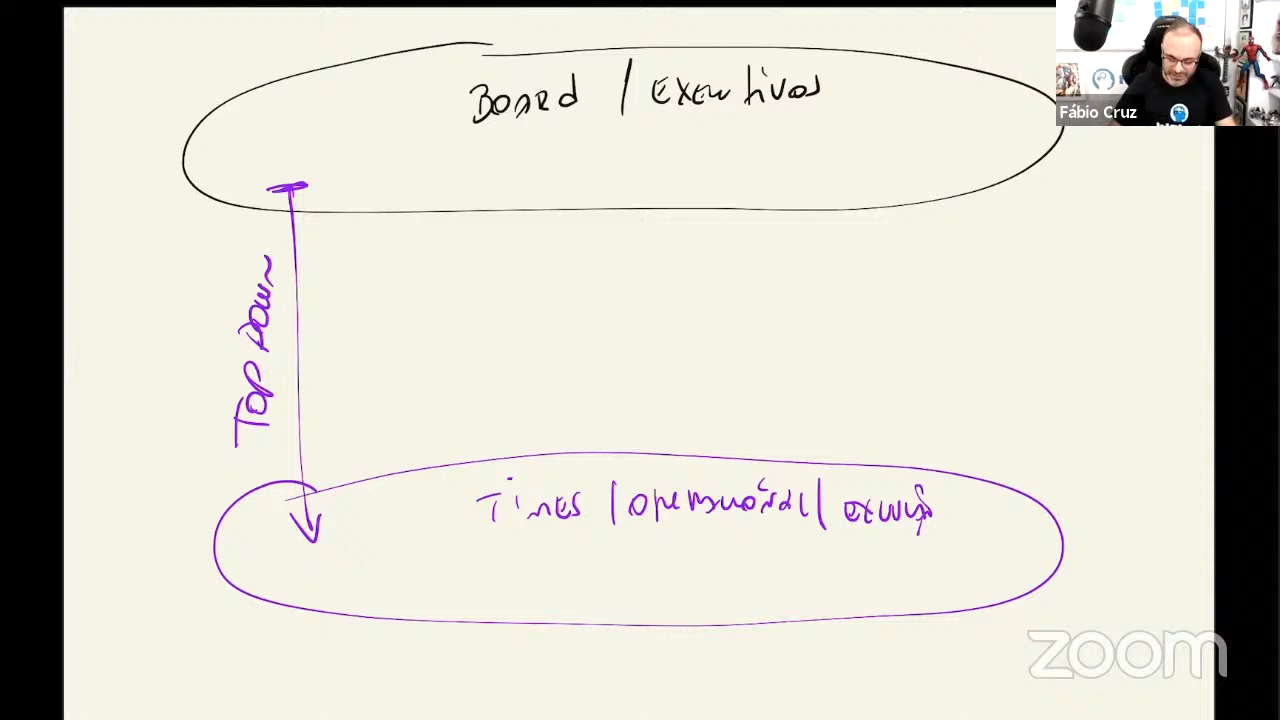 Board / Executivos
Fábio Cruz
TOP DOWN
Times / operacional / execução
zoom